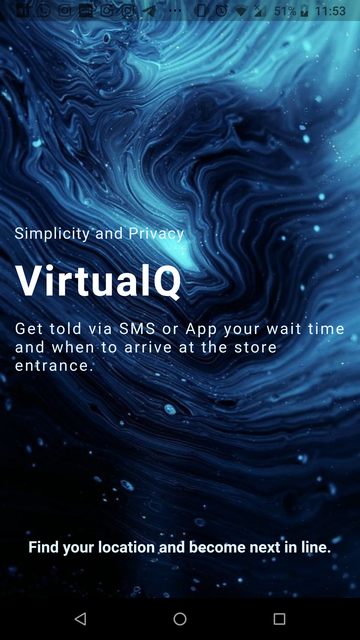 51% 11:53
Simplicity and Privacy
VirtualQ
Get told via SMS or App your wait time
and when to arrive at the store
entrance.
Find your location and become next in line.